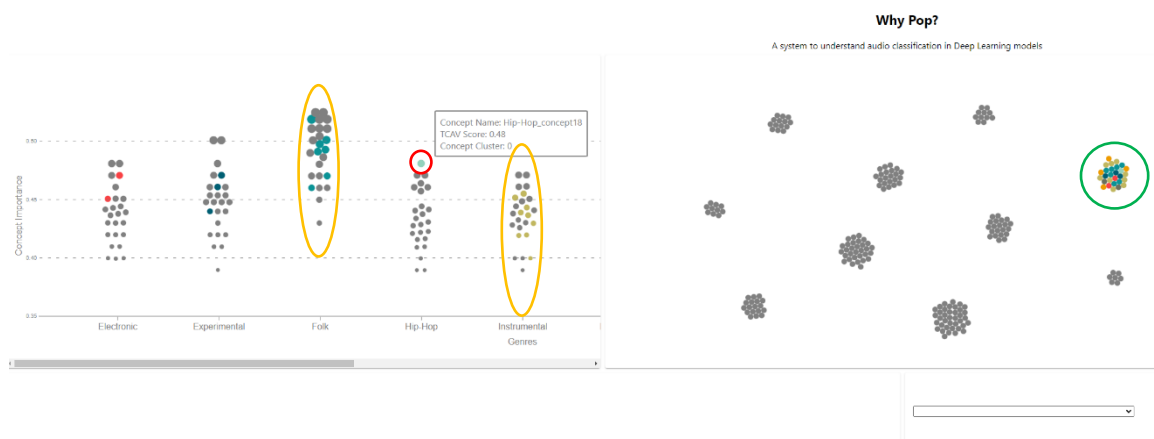 Why Pop?
A system to understand audio classification in Deep Learning models
Concept Name: Hip-Hop_concept18
TCAV Score: 0.48
Concept Cluster: 0
Concept Importance
0.50
0.45
0.40
0.35
Electronic
Experimental
Folk
Hip-Hop
Instrumental
Genres